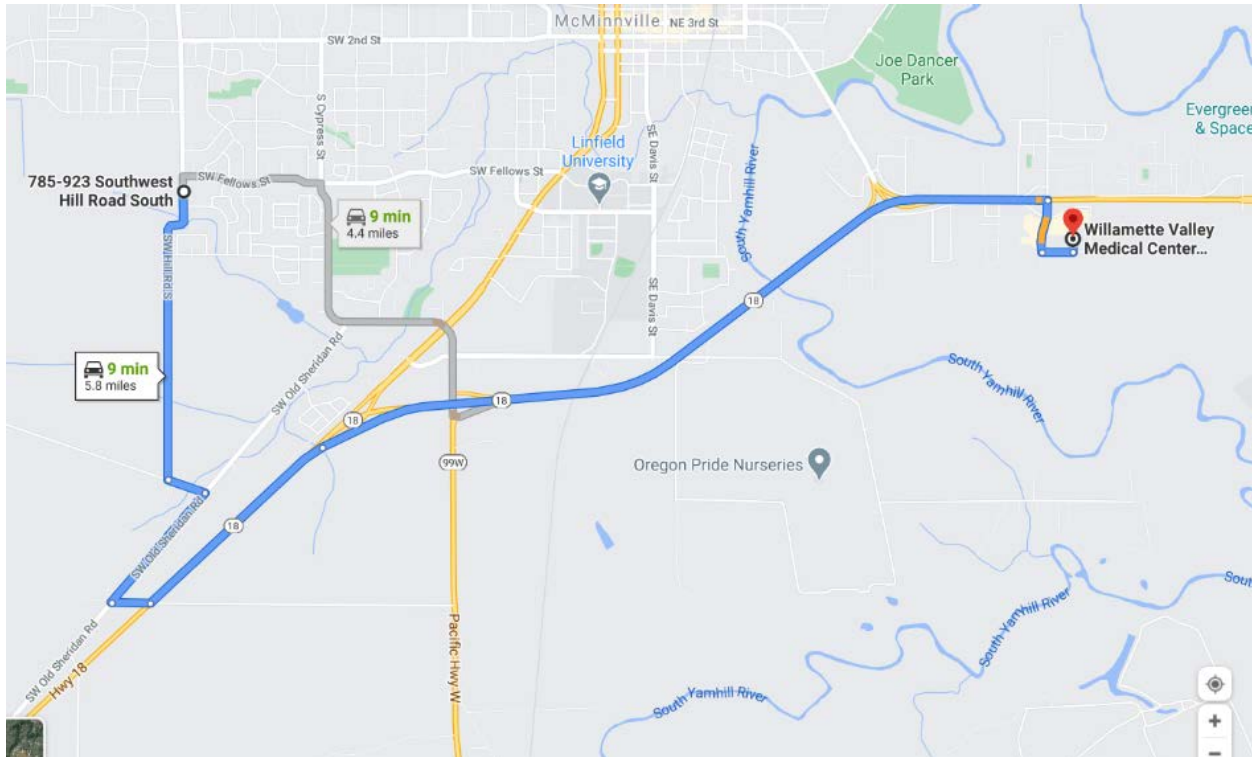 McMinnville
NE 3rd St
SW 2nd St
Joe Dancer
Park
S Cypress St
Evergreen
& Space
Linfield
University
SE Davis St
South Yamhill River
785-923 Southwest
Hill Road South
SW Fellows St
SW Fellows St
9 min
4.4 miles
Willamette Valley
Medical Center...
SW Hill Rd S
SE Davis St
18
9 min
5.8 miles
SW Old Sheridan Rd
South Yamhill River
18
18
99W
Oregon Pride Nurseries
SW Old Sheridan Rd
18
South Yamhill River
South Yamhill River
SW Old Sheridan Rd
Hwy 18
Pacific Hwy W
South Yamhill River